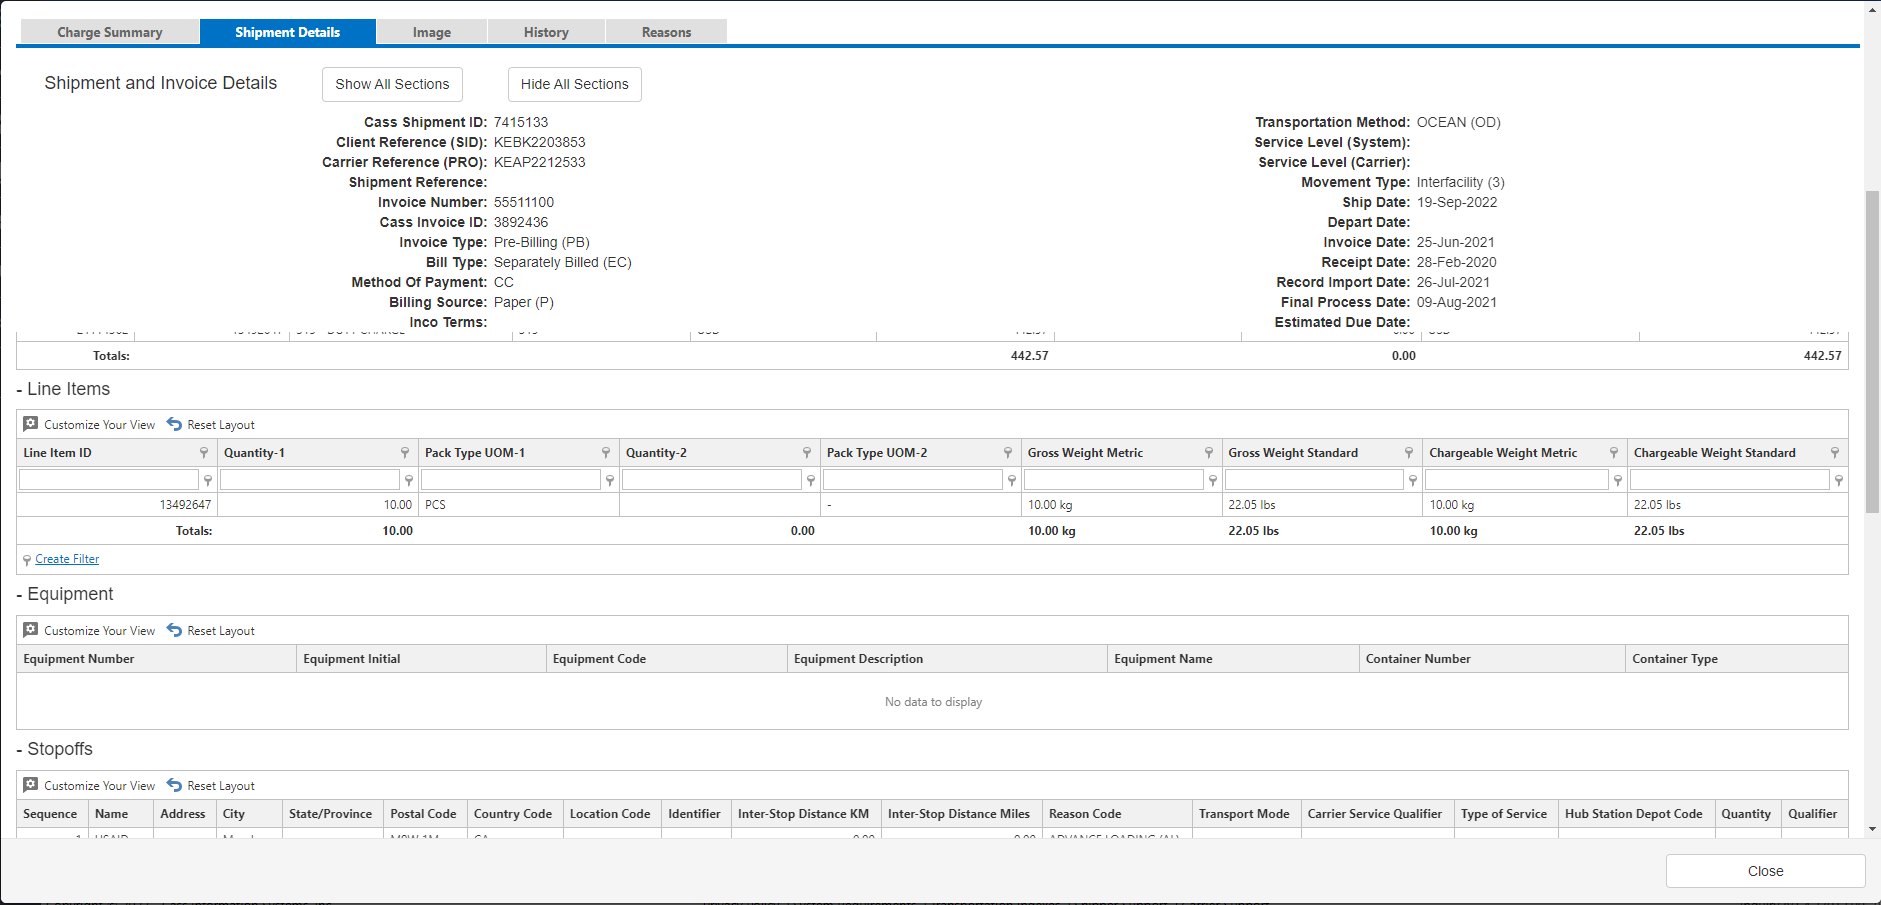 Charge Summary Shipment Details Image History Reasons
Shipment and Invoice Details Show All Sections Hide All Sections
Cass Shipment ID: 7415133
Client Reference (SID): KEBK2203853
Carrier Reference (PRO): KEAP2212533
Shipment Reference:
Invoice Number: 55511100
Cass Invoice ID: 3892436
Invoice Type: Pre-Billing (PB)
Bill Type: Separately Billed (EC)
Method Of Payment: CC
Billing Source: Paper (P)
Inco Terms:
Transportation Method: OCEAN (OD)
Service Level (System):
Service Level (Carrier):
Movement Type: Interfacility (3)
Ship Date: 19-Sep-2022
Depart Date:
Invoice Date: 25-Jun-2021
Receipt Date: 28-Feb-2020
Record Import Date: 26-Jul-2021
Final Process Date: 09-Aug-2021
Estimated Due Date:
Totals: 442.57 0.00 442.57
- Line Items
Customize Your View Reset Layout
Line Item ID Quantity-1 Pack Type UOM-1 Quantity-2 Pack Type UOM-2 Gross Weight Metric Gross Weight Standard Chargeable Weight Metric Chargeable Weight Standard
13492647 10.00 PCS - 10.00 kg 22.05 lbs 10.00 kg 22.05 lbs
Totals: 10.00 0.00 10.00 kg 22.05 lbs 10.00 kg 22.05 lbs
Create Filter
- Equipment
Customize Your View Reset Layout
Equipment Number Equipment Initial Equipment Code Equipment Description Equipment Name Container Number Container Type
No data to display
- Stopoffs
Customize Your View Reset Layout
Sequence Name Address City State/Province Postal Code Country Code Location Code Identifier Inter-Stop Distance KM Inter-Stop Distance Miles Reason Code Transport Mode Carrier Service Qualifier Type of Service Hub Station Depot Code Quantity Qualifier
Close